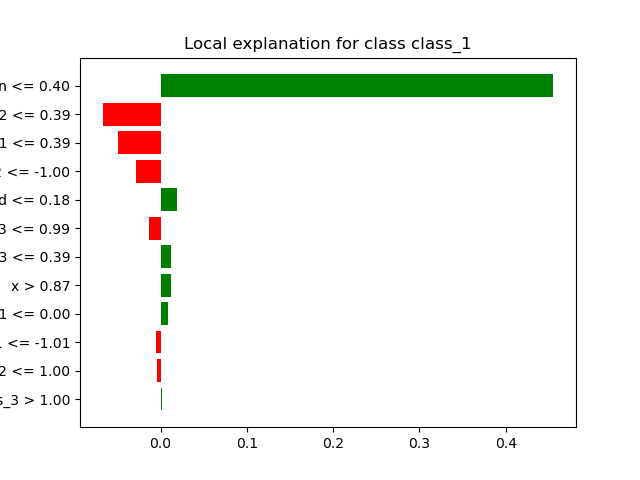 Local explanation for class class_1
n <= 0.40
2 <= 0.39
1 <= 0.39
2 <= -1.00
d <= 0.18
3 <= 0.99
3 <= 0.39
x > 0.87
1 <= 0.00
<= -1.01
2 <= 1.00
s_3 > 1.00
0.0 0.1 0.2 0.3 0.4